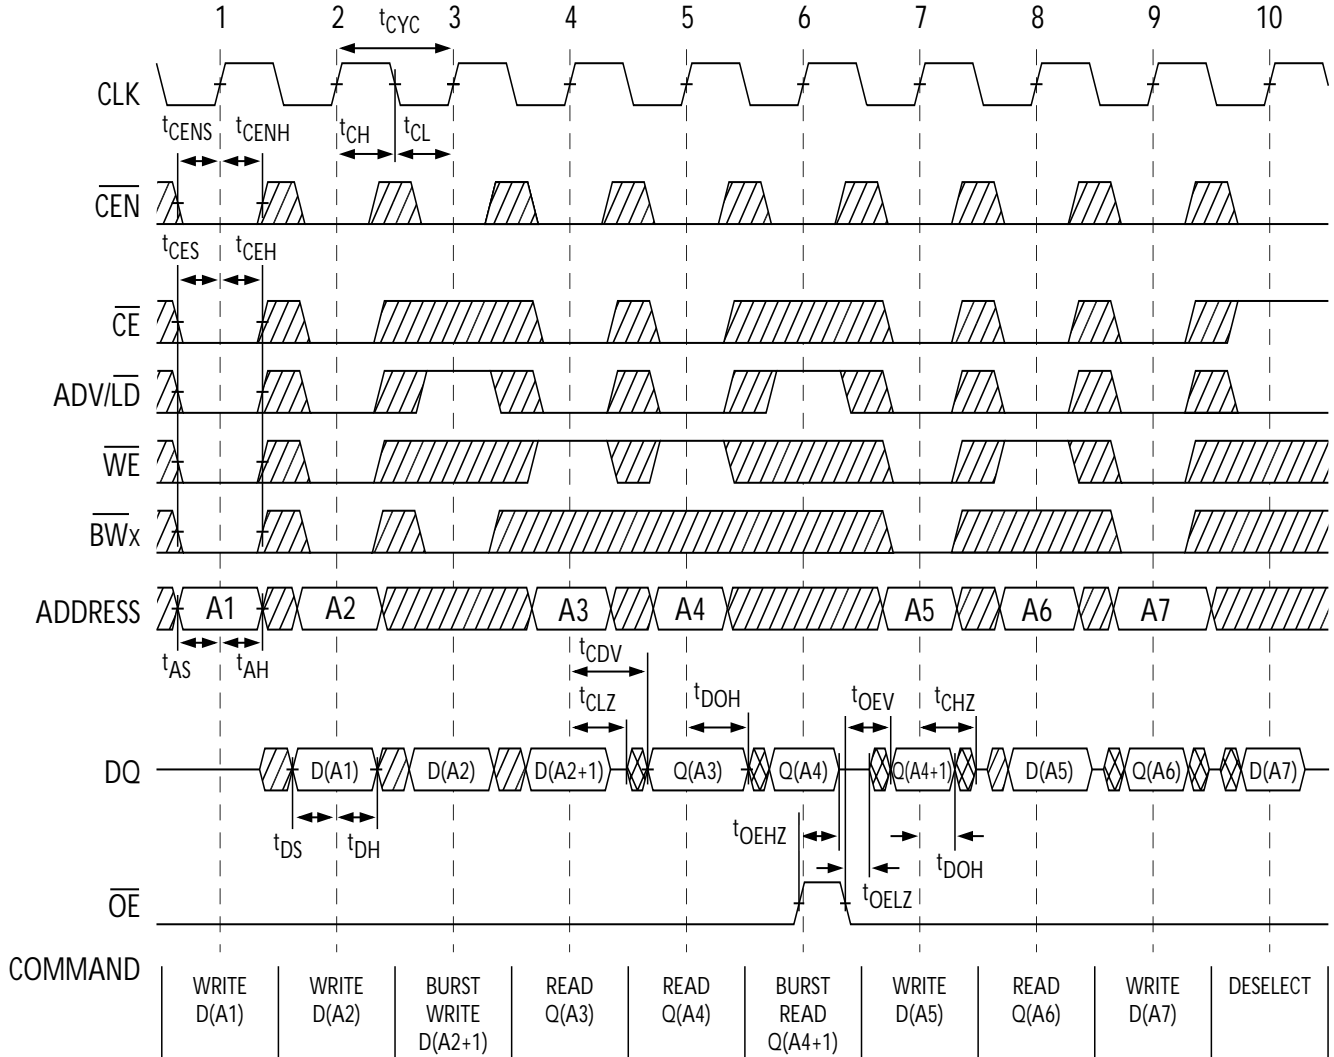 1 2 tCYC 3 4 5 6 7 8 9 10
CLK
tCENS tCENH tCH tCL
CEN
tCES tCEH
CE
ADV/LD
WE
BWx
ADDRESS A1 A2 A3 A4 A5 A6 A7
tAS tAH tCDV
tCLZ tDOH tOEV tCHZ
DQ D(A1) D(A2) D(A2+1) Q(A3) Q(A4) Q(A4+1) D(A5) Q(A6) D(A7)
tDS tDH tOEHZ tDOH
tOELZ
OE
COMMAND
WRITE WRITE BURST READ READ BURST WRITE READ WRITE DESELECT
D(A1) D(A2) WRITE Q(A3) Q(A4) READ D(A5) Q(A6) D(A7)
D(A2+1) Q(A4+1)